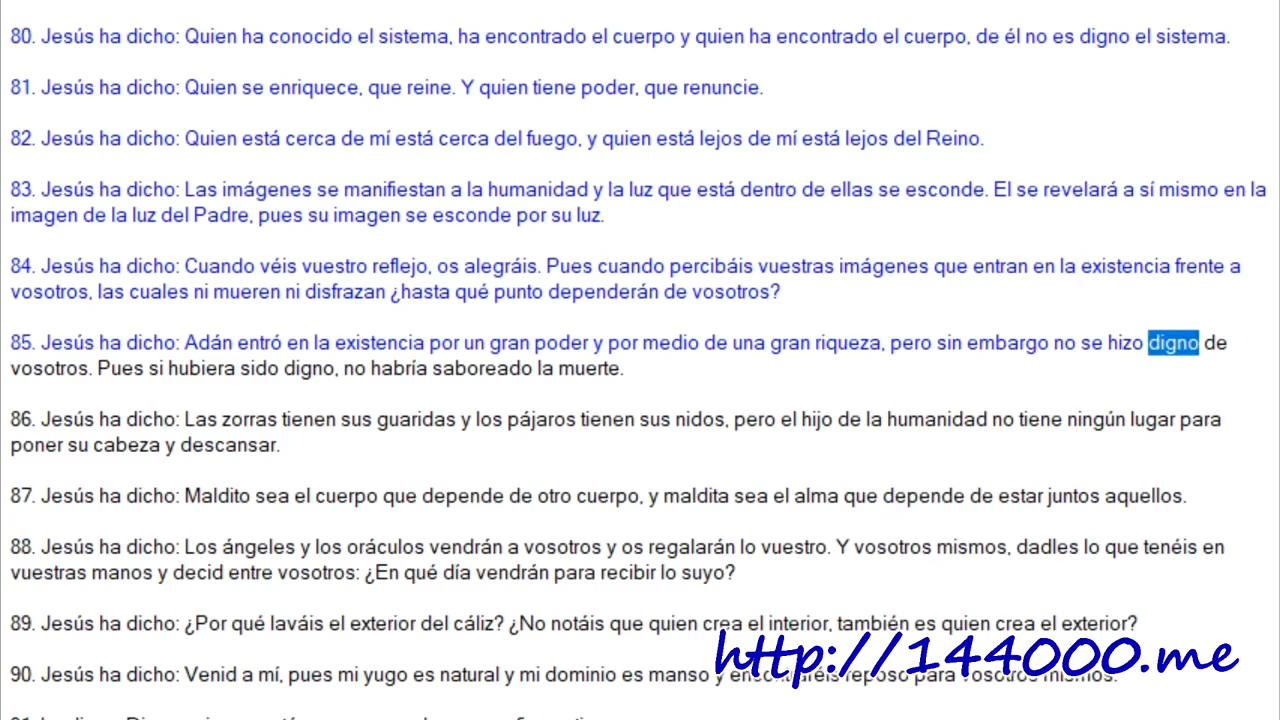 80. Jesús ha dicho: Quien ha conocido el sistema, ha encontrado el cuerpo y quien ha encontrado el cuerpo, de él no es digno el sistema.
81. Jesús ha dicho: Quien se enriquece, que reine. Y quien tiene poder, que renuncie.
82. Jesús ha dicho: Quien está cerca de mí está cerca del fuego, y quien está lejos de mí está lejos del Reino.
83. Jesús ha dicho: Las imágenes se manifiestan a la humanidad y la luz que está dentro de ellas se esconde. El se revelará a sí mismo en la
imagen de la luz del Padre, pues su imagen se esconde por su luz.
84. Jesús ha dicho: Cuando véis vuestro reflejo, os alegráis. Pues cuando percibáis vuestras imágenes que entran en la existencia frente a
vosotros, las cuales ni mueren ni disfrazan ¿hasta qué punto dependerán de vosotros?
85. Jesús ha dicho: Adán entró en la existencia por un gran poder y por medio de una gran riqueza, pero sin embargo no se hizo digno de
vosotros. Pues si hubiera sido digno, no habría saboreado la muerte.
86. Jesús ha dicho: Las zorras tienen sus guaridas y los pájaros tienen sus nidos, pero el hijo de la humanidad no tiene ningún lugar para
poner su cabeza y descansar.
87. Jesús ha dicho: Maldito sea el cuerpo que depende de otro cuerpo, y maldita sea el alma que depende de estar juntos aquellos.
88. Jesús ha dicho: Los ángeles y los oráculos vendrán a vosotros y os regalarán lo vuestro. Y vosotros mismos, dadles lo que tenéis en
vuestras manos y decid entre vosotros: ¿En qué día vendrán para recibir lo suyo?
89. Jesús ha dicho: ¿Por qué laváis el exterior del cáliz? ¿No notáis que quien crea el interior, también es quien crea el exterior?
http://144000.me
90. Jesús ha dicho: Venid a mí, pues mi yugo es natural y mi dominio es manso y encontraréis reposo para vosotros mismos.